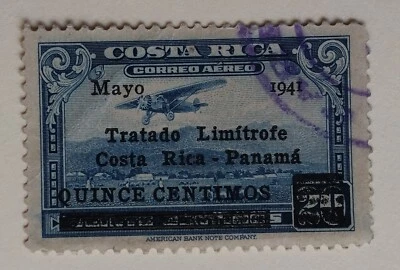 COSTA RICA
CORREO AEREO
Mayo 1941
Tratado Limítrofe
Costa Rica - Panamá
QUINCE CENTIMOS
AMERICAN BANK NOTE COMPANY.